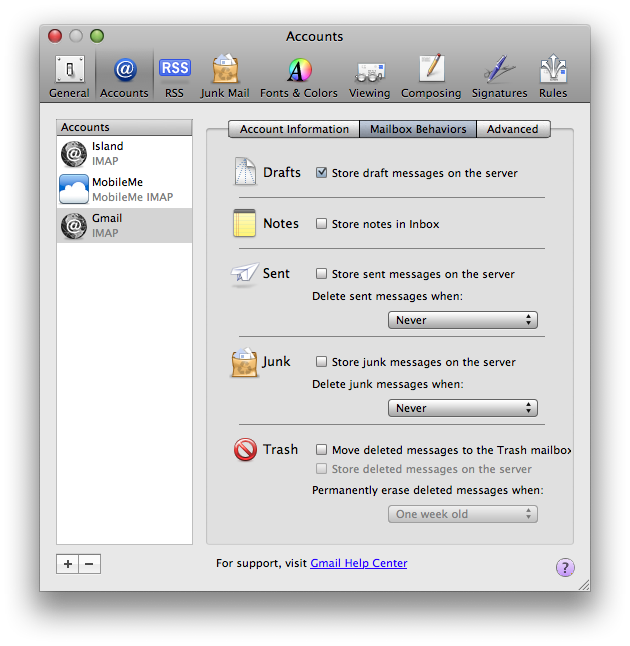 Accounts
General Accounts RSS Junk Mail Fonts & Colors Viewing Composing Signatures Rules
RSS
Accounts
Island
IMAP
MobileMe
MobileMe IMAP
Gmail
IMAP
Account Information Mailbox Behaviors Advanced
Drafts Store draft messages on the server
Notes Store notes in Inbox
Sent Store sent messages on the server
Delete sent messages when:
Never
Junk Store junk messages on the server
Delete junk messages when:
Never
Trash Move deleted messages to the Trash mailbox
Store deleted messages on the server
Permanently erase deleted messages when:
One week old
+ −
For support, visit Gmail Help Center
?